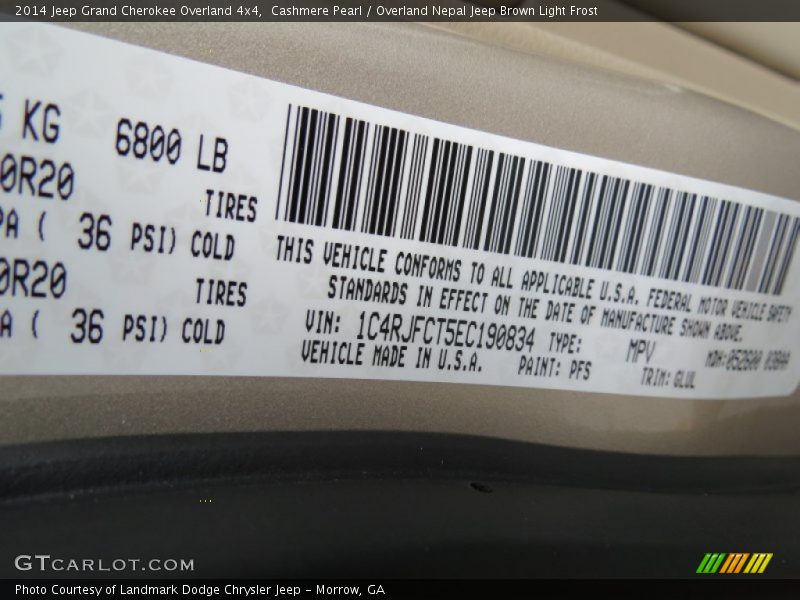 2014 Jeep Grand Cherokee Overland 4x4,  Cashmere Pearl / Overland Nepal Jeep Brown Light Frost
KG 6800 LB
0R20 TIRES
PA ( 36 PSI) COLD
0R20 TIRES
A ( 36 PSI) COLD
THIS VEHICLE CONFORMS TO ALL APPLICABLE U.S.A. FEDERAL MOTOR VEHICLE SAFETY
STANDARDS IN EFFECT ON THE DATE OF MANUFACTURE SHOWN ABOVE.
VIN: 1C4RJFCT5EC190834 TYPE: MPV MDH:052600
VEHICLE MADE IN U.S.A. PAINT: PFS TRIM: GLUL
GTCARLOT.COM
Photo Courtesy of Landmark Dodge Chrysler Jeep - Morrow, GA